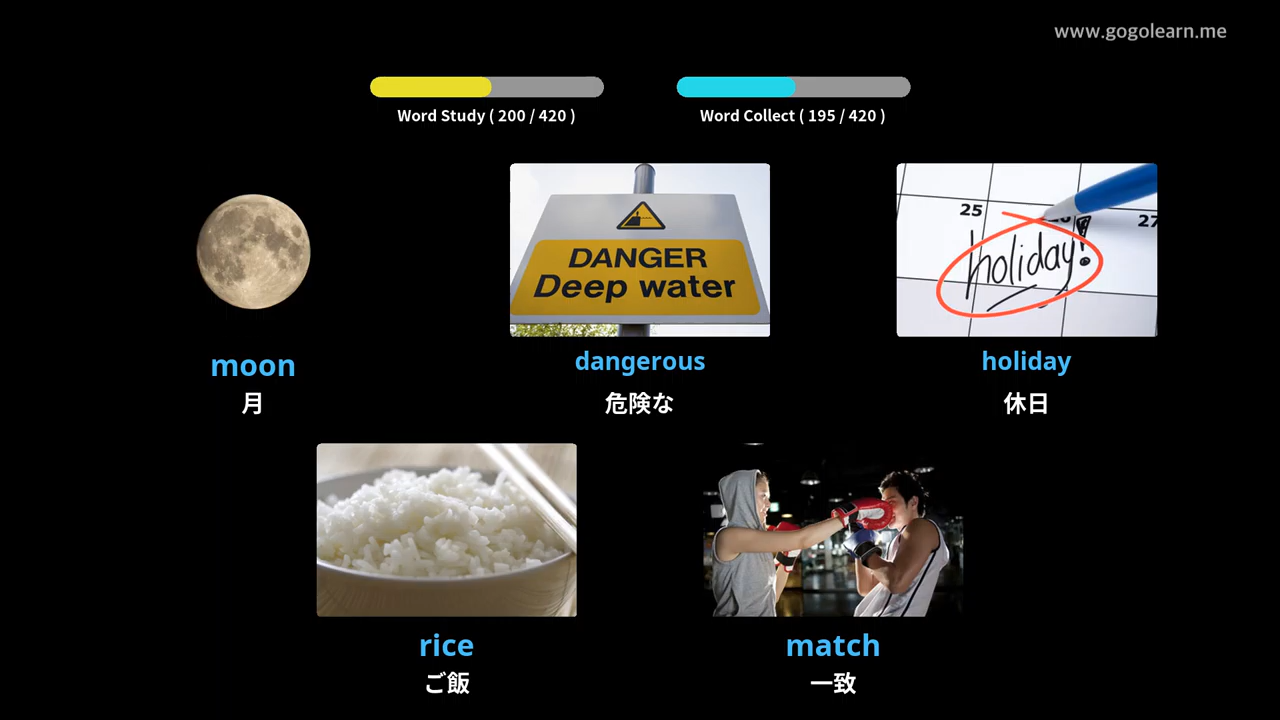 www.gogolearn.me
Word Study ( 200 / 420 )
Word Collect ( 195 / 420 )
DANGER
Deep water
25
27
holiday!
moon
dangerous
holiday
月
危険な
休日
rice
match
ご飯
一致